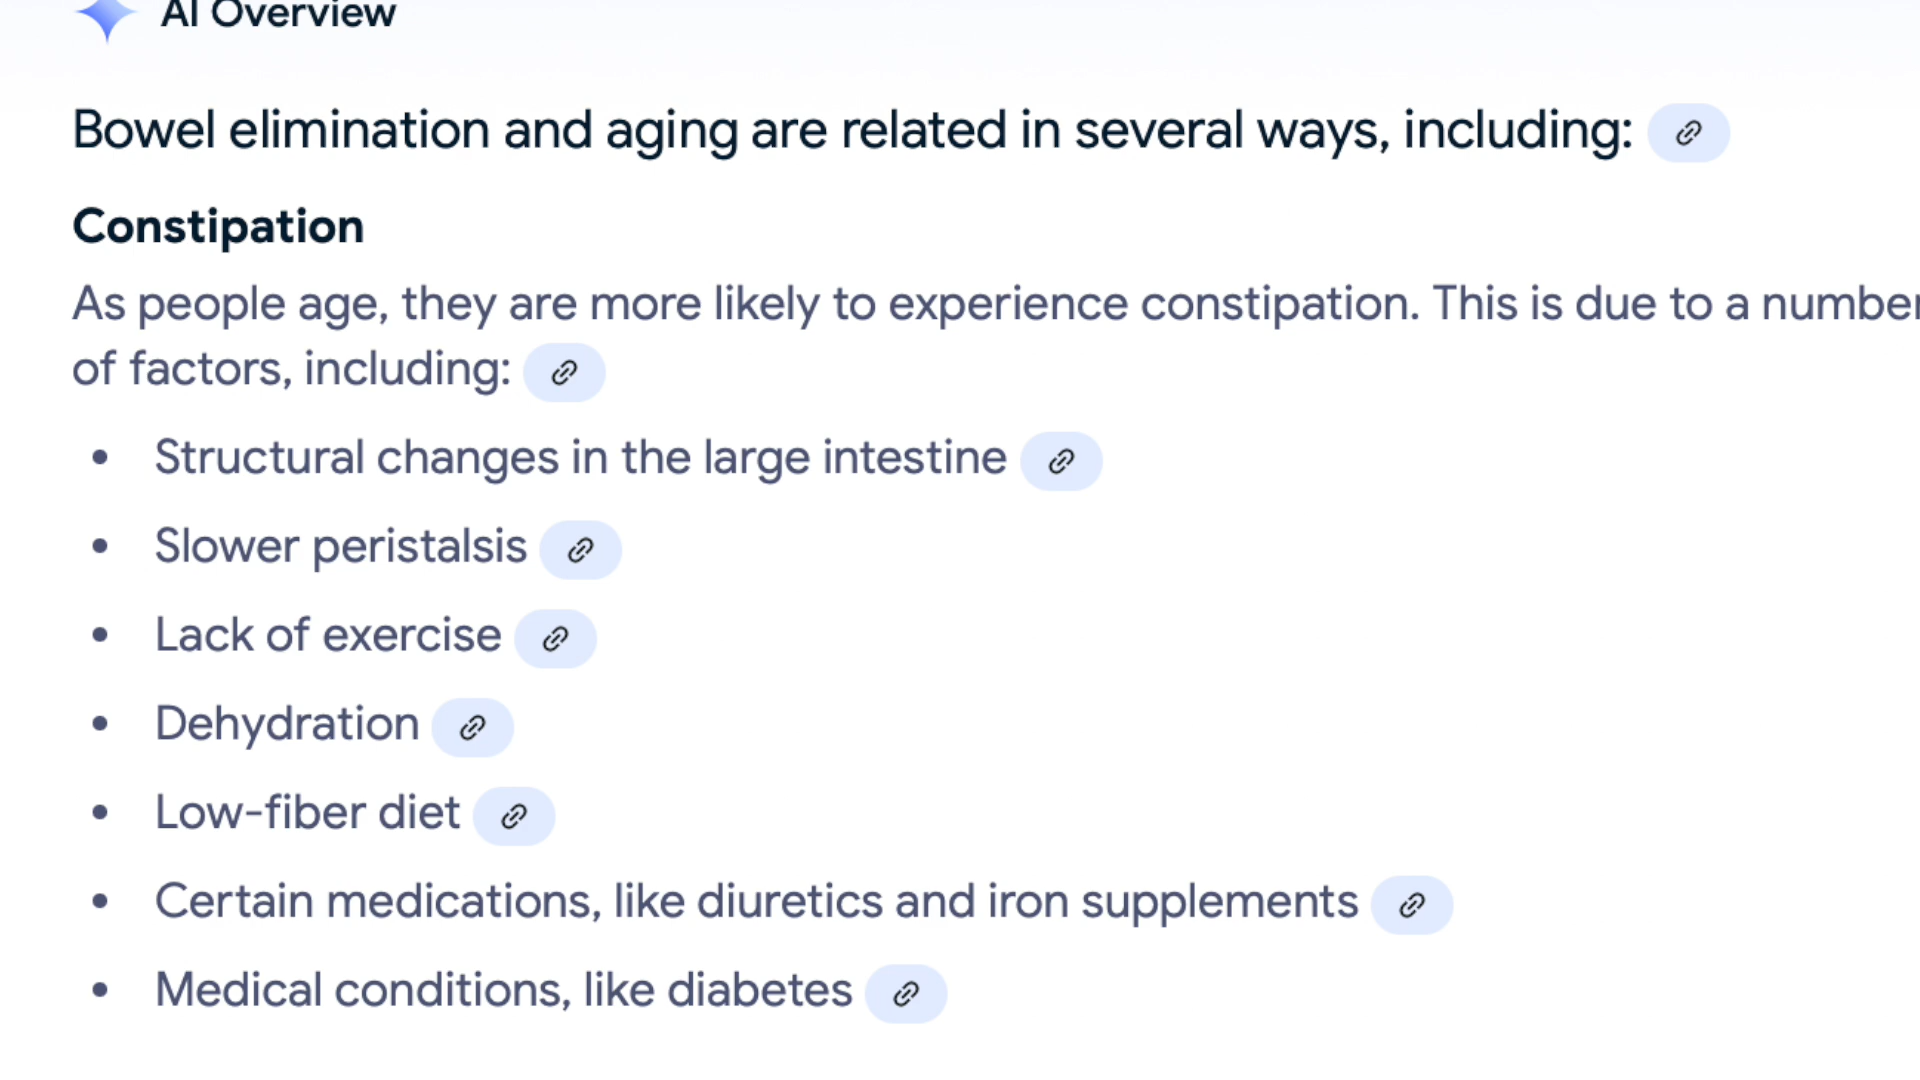 AI Overview
Bowel elimination and aging are related in several ways, including:
Constipation
As people age, they are more likely to experience constipation. This is due to a number
of factors, including:
• Structural changes in the large intestine
• Slower peristalsis
• Lack of exercise
• Dehydration
• Low-fiber diet
• Certain medications, like diuretics and iron supplements
• Medical conditions, like diabetes